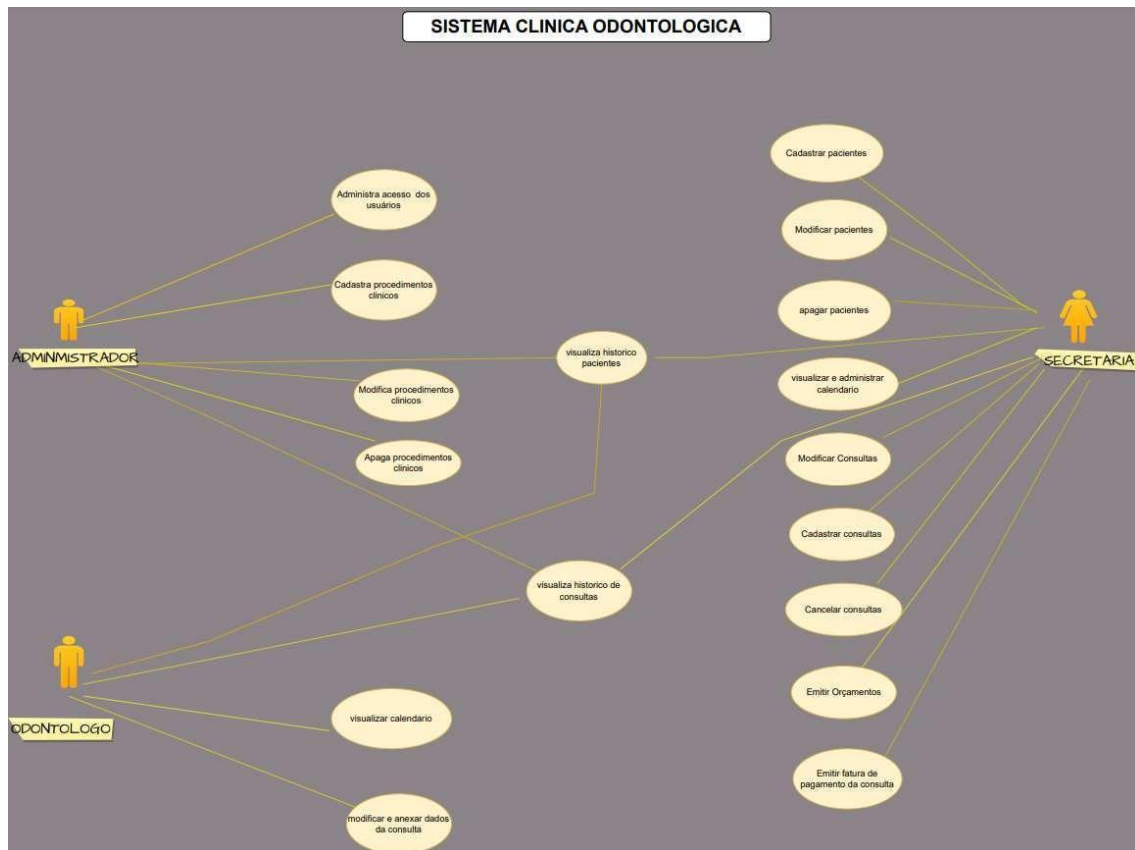 SISTEMA CLINICA ODONTOLOGICA
Cadastrar pacientes
Administra acesso dos
usuários
Modificar pacientes
Cadastra procedimentos
clinicos
apagar pacientes
ADMINMISTRADOR
visualiza historico
pacientes
SECRETARIA
visualizar e administrar
calendario
Modifica procedimentos
clinicos
Apaga procedimentos
clinicos
Modificar Consultas
Cadastrar consultas
visualiza historico de
consultas
Cancelar consultas
Emitir Orçamentos
ODONTOLOGO
visualizar calendario
Emitir fatura de
pagamento da consulta
modificar e anexar dados
da consulta